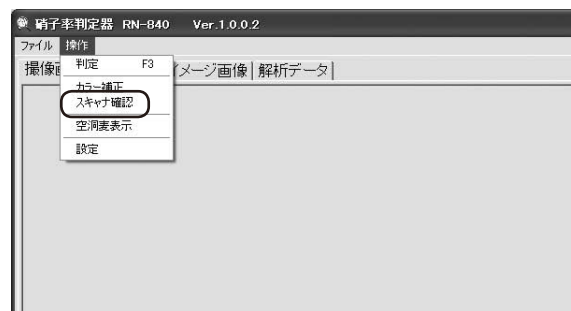 硝子率判定器 RN-840 Ver.1.0.0.2
ファイル 操作
撮像 イメージ画像 解析データ
判定 F3
カラー補正
スキャナ確認
空洞麦表示
設定